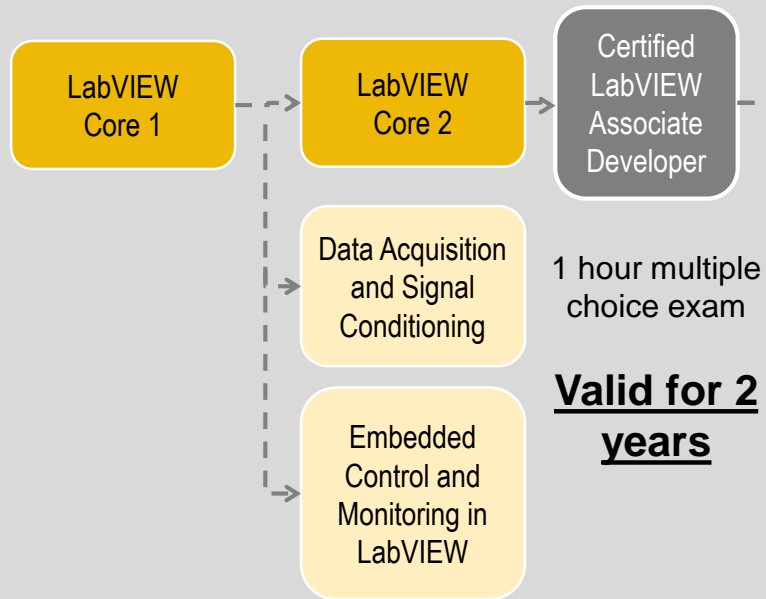 LabVIEW
Core 1
LabVIEW
Core 2
Certified
LabVIEW
Associate
Developer
Data Acquisition
and Signal
Conditioning
1 hour multiple
choice exam
Valid for 2
years
Embedded
Control and
Monitoring in
LabVIEW